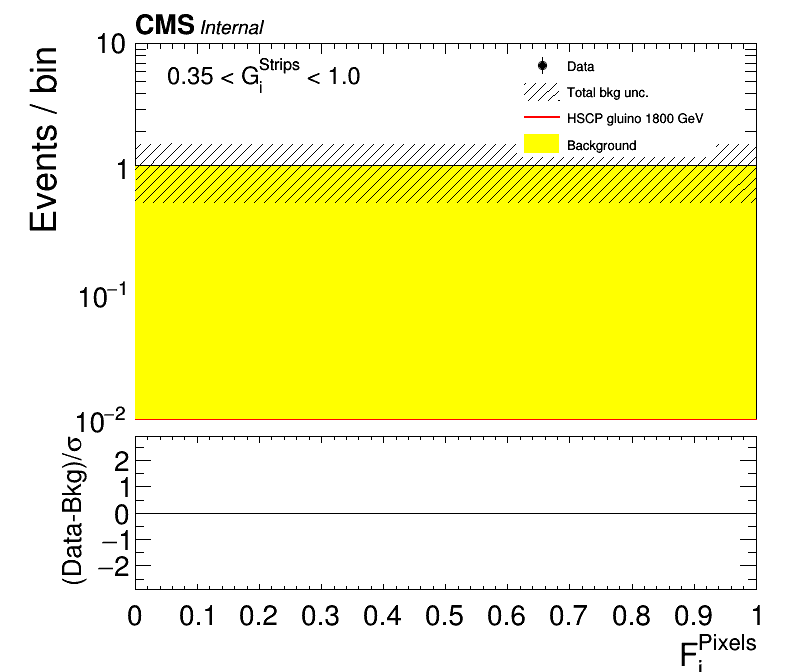 CMS Internal
Events / bin
10
1
10⁻¹
10⁻²
0.35 < G_i^Strips < 1.0
Data
Total bkg unc.
HSCP gluino 1800 GeV
Background
(Data-Bkg)/σ
2
1
0
−1
−2
0 0.1 0.2 0.3 0.4 0.5 0.6 0.7 0.8 0.9 1
F_i^Pixels